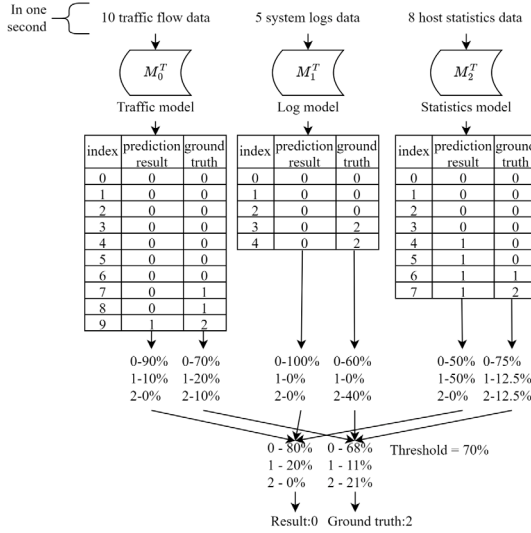 In one
second
10 traffic flow data
5 system logs data
8 host statistics data
M_0^T
M_1^T
M_2^T
Traffic model
Log model
Statistics model
index prediction result ground truth
0 0 0
1 0 0
2 0 0
3 0 0
4 0 0
5 0 0
6 0 0
7 0 1
8 0 1
9 1 2
index prediction result ground truth
0 0 0
1 0 0
2 0 0
3 0 2
4 0 2
index prediction result ground truth
0 0 0
1 0 0
2 0 0
3 0 0
4 1 0
5 1 0
6 1 1
7 1 2
0-90% 0-70%
1-10% 1-20%
2-0% 2-10%
0-100% 0-60%
1-0% 1-0%
2-0% 2-40%
0-50% 0-75%
1-50% 1-12.5%
2-0% 2-12.5%
0 - 80% 0 - 68%
1 - 20% 1 - 11%
2 - 0% 2 - 21%
Threshold = 70%
Result:0 Ground truth:2